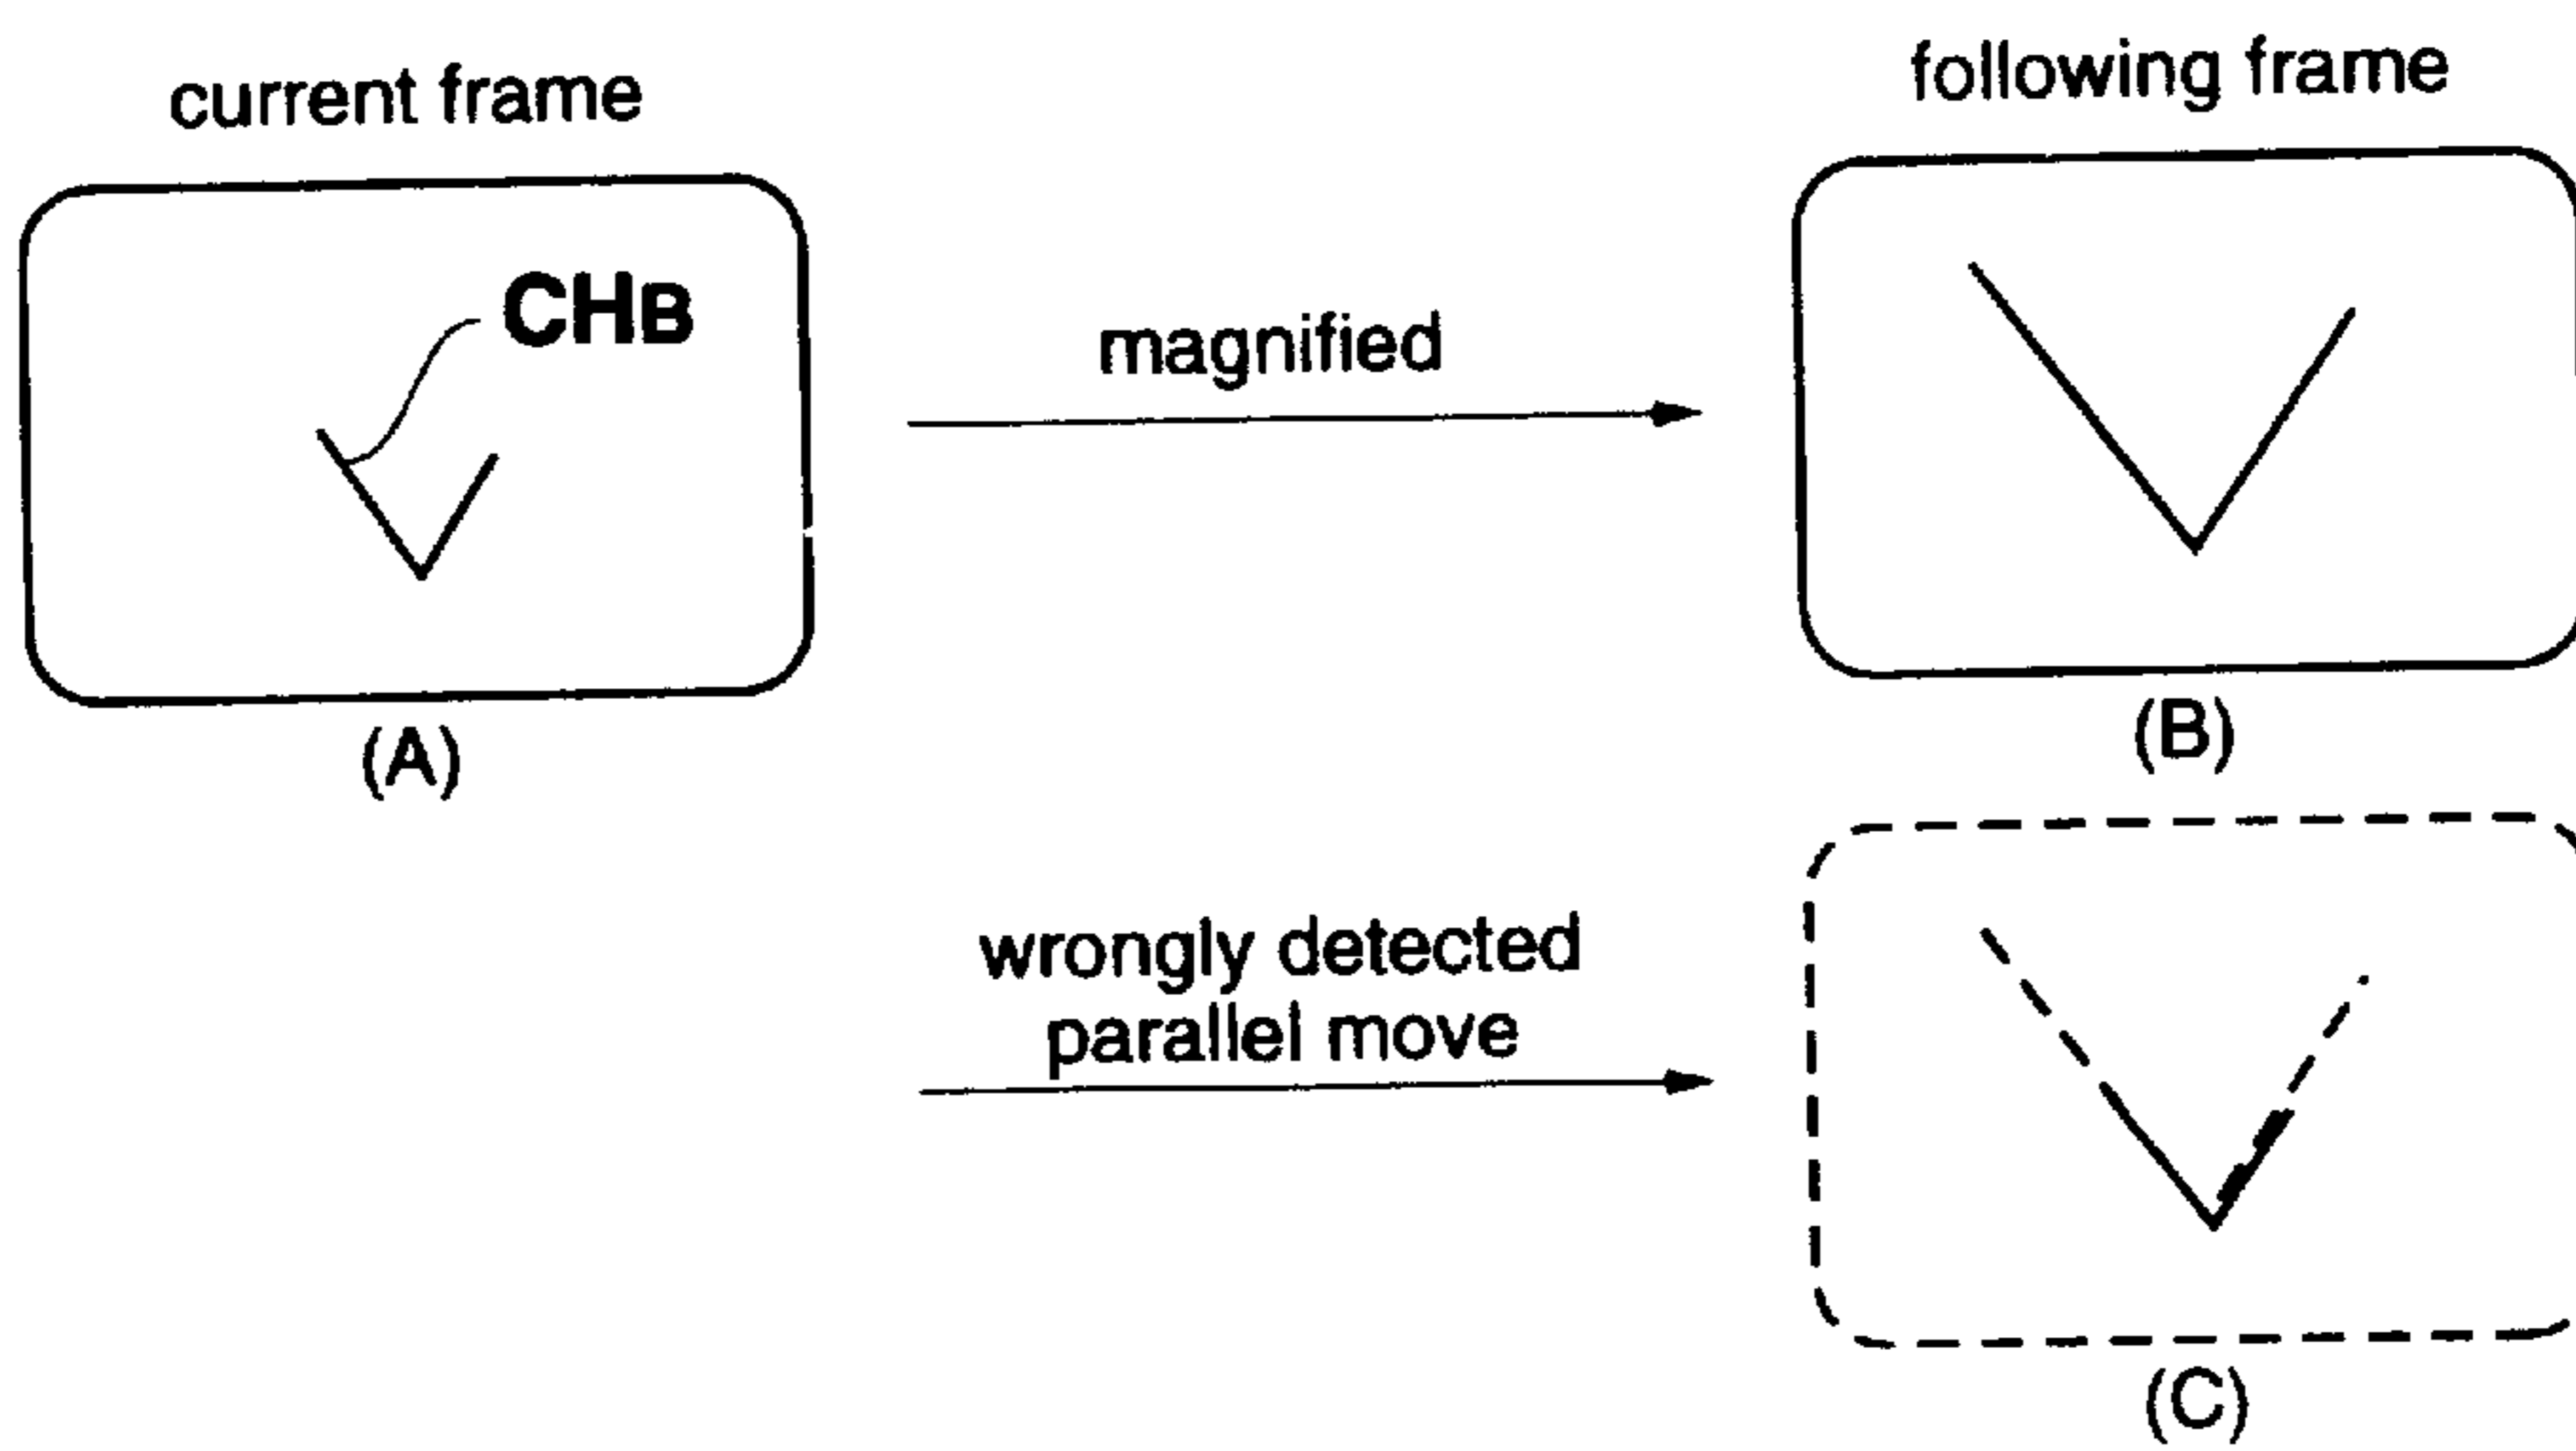 current frame
following frame
CHB
magnified
(A)
(B)
wrongly detected
parallel move
(C)